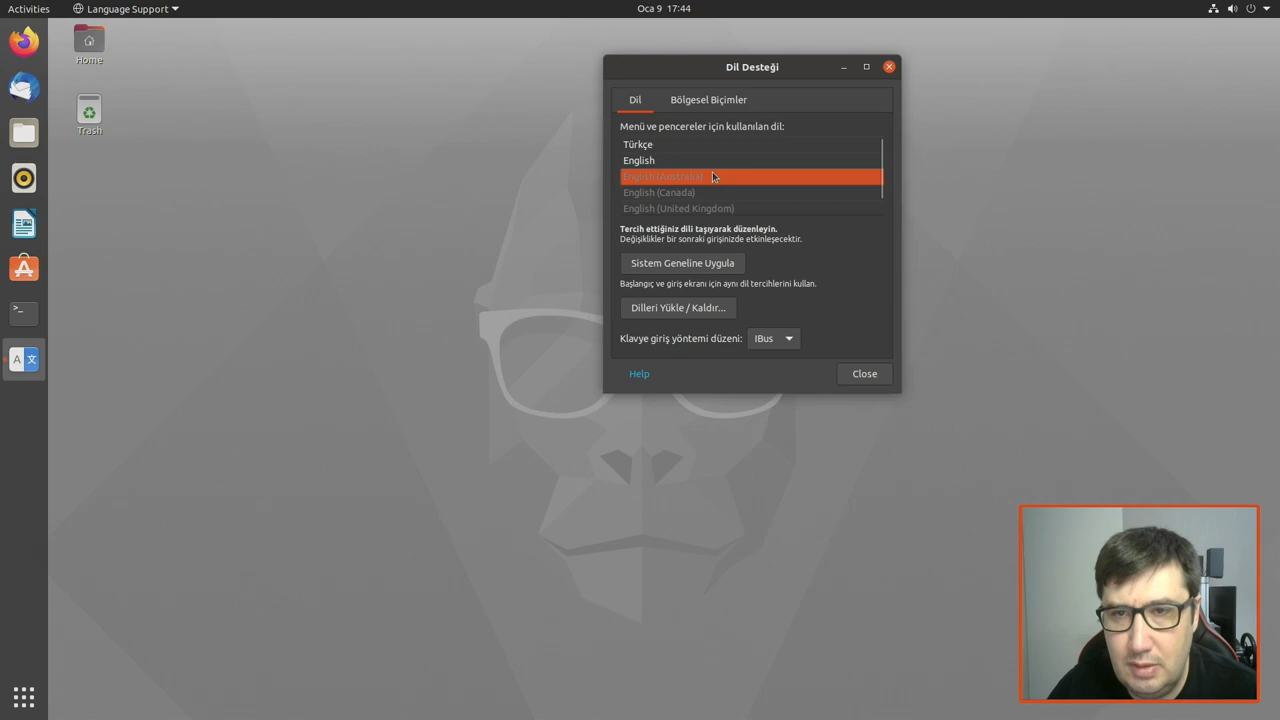 Activities
Language Support
Oca 9 17:44
Home
Trash
Dil Desteği
Dil
Bölgesel Biçimler
Menü ve pencereler için kullanılan dil:
Türkçe
English
English (Australia)
English (Canada)
English (United Kingdom)
Tercih ettiğiniz dili taşıyarak düzenleyin.
Değişiklikler bir sonraki girişinizde etkinleşecektir.
Sistem Geneline Uygula
Başlangıç ve giriş ekranı için aynı dil tercihlerini kullan.
Dilleri Yükle / Kaldır...
Klavye giriş yöntemi düzeni:
IBus
Help
Close